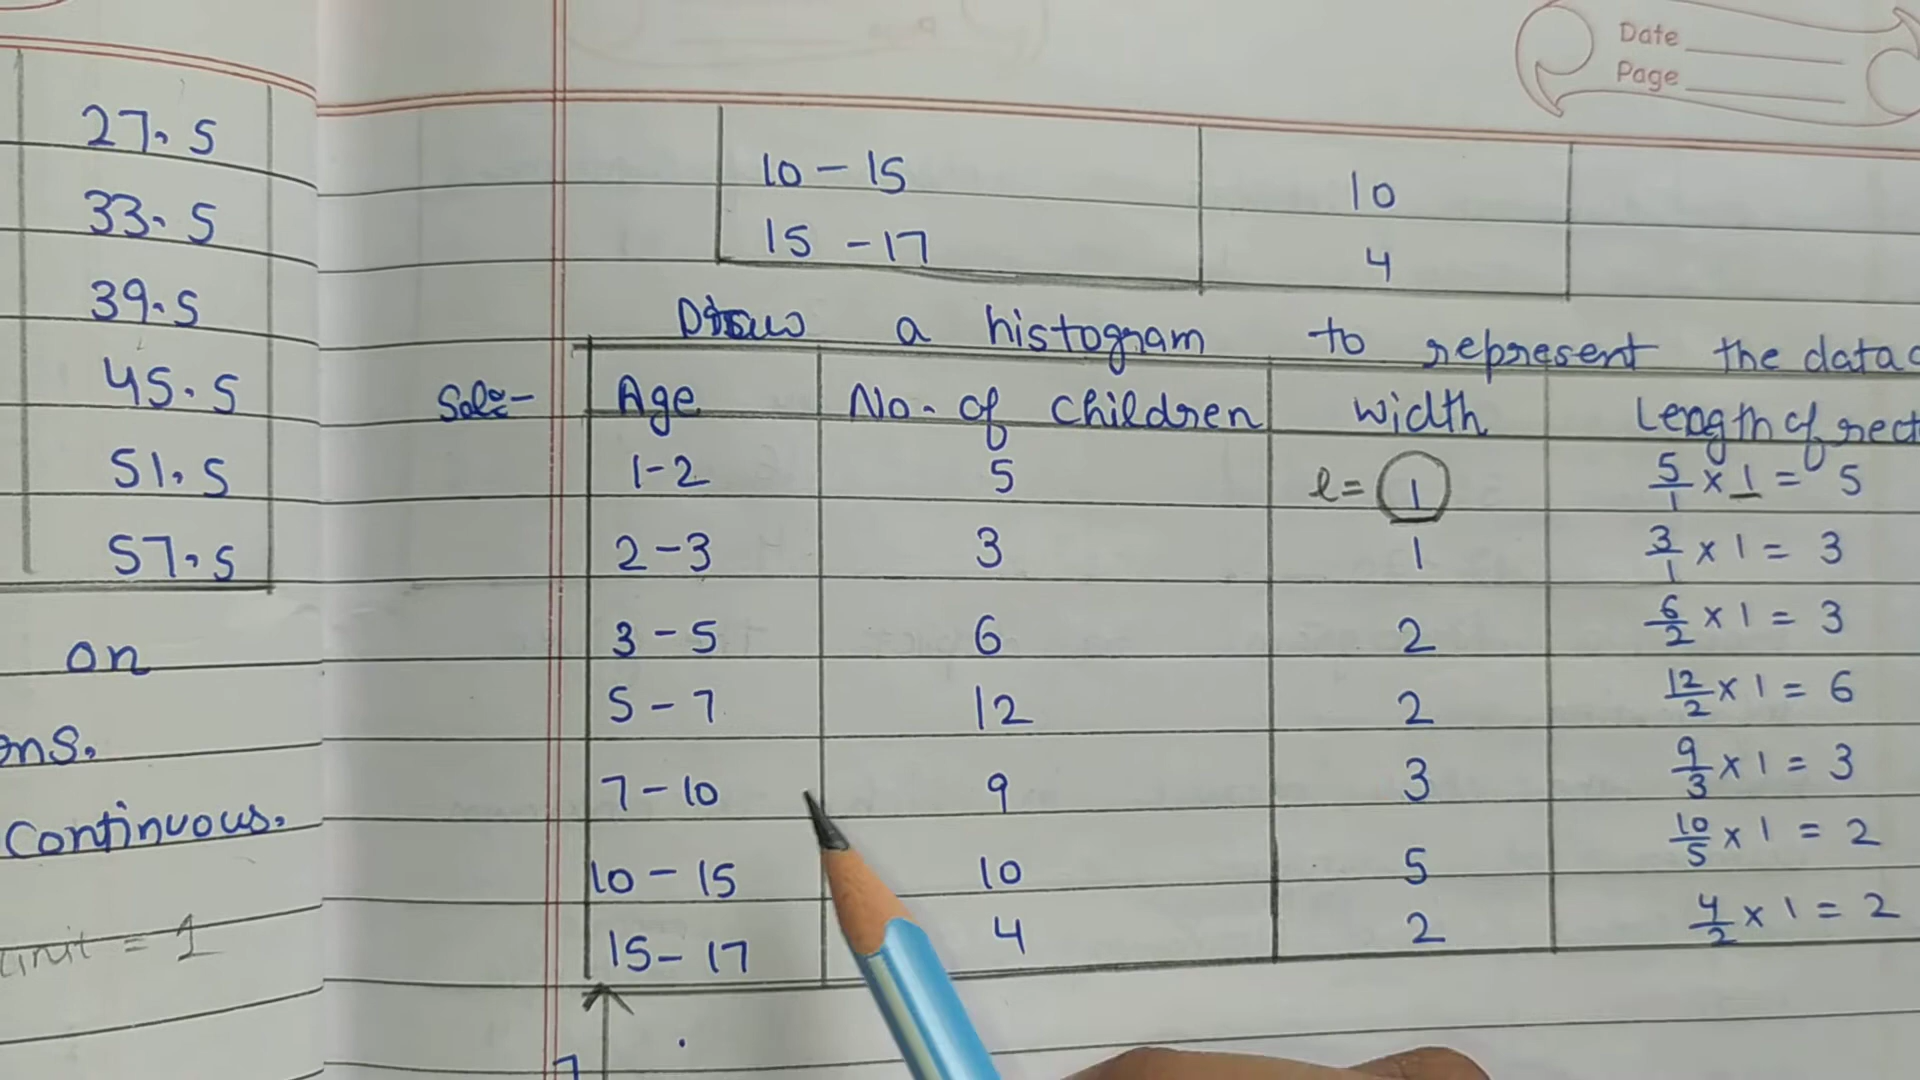 Date
Page
27.5
33.5
39.5
45.5
51.5
57.5
on
ons.
Continuous.
unit = 1
10 - 15 10
15 - 17 4
Draw a histogram to represent the data
Sol:- Age No. of children width Length of rect
1-2 5 l = 1 5/1 × 1 = 5
2-3 3 1 3/1 × 1 = 3
3-5 6 2 6/2 × 1 = 3
5-7 12 2 12/2 × 1 = 6
7-10 9 3 9/3 × 1 = 3
10-15 10 5 10/5 × 1 = 2
15-17 4 2 4/2 × 1 = 2
7